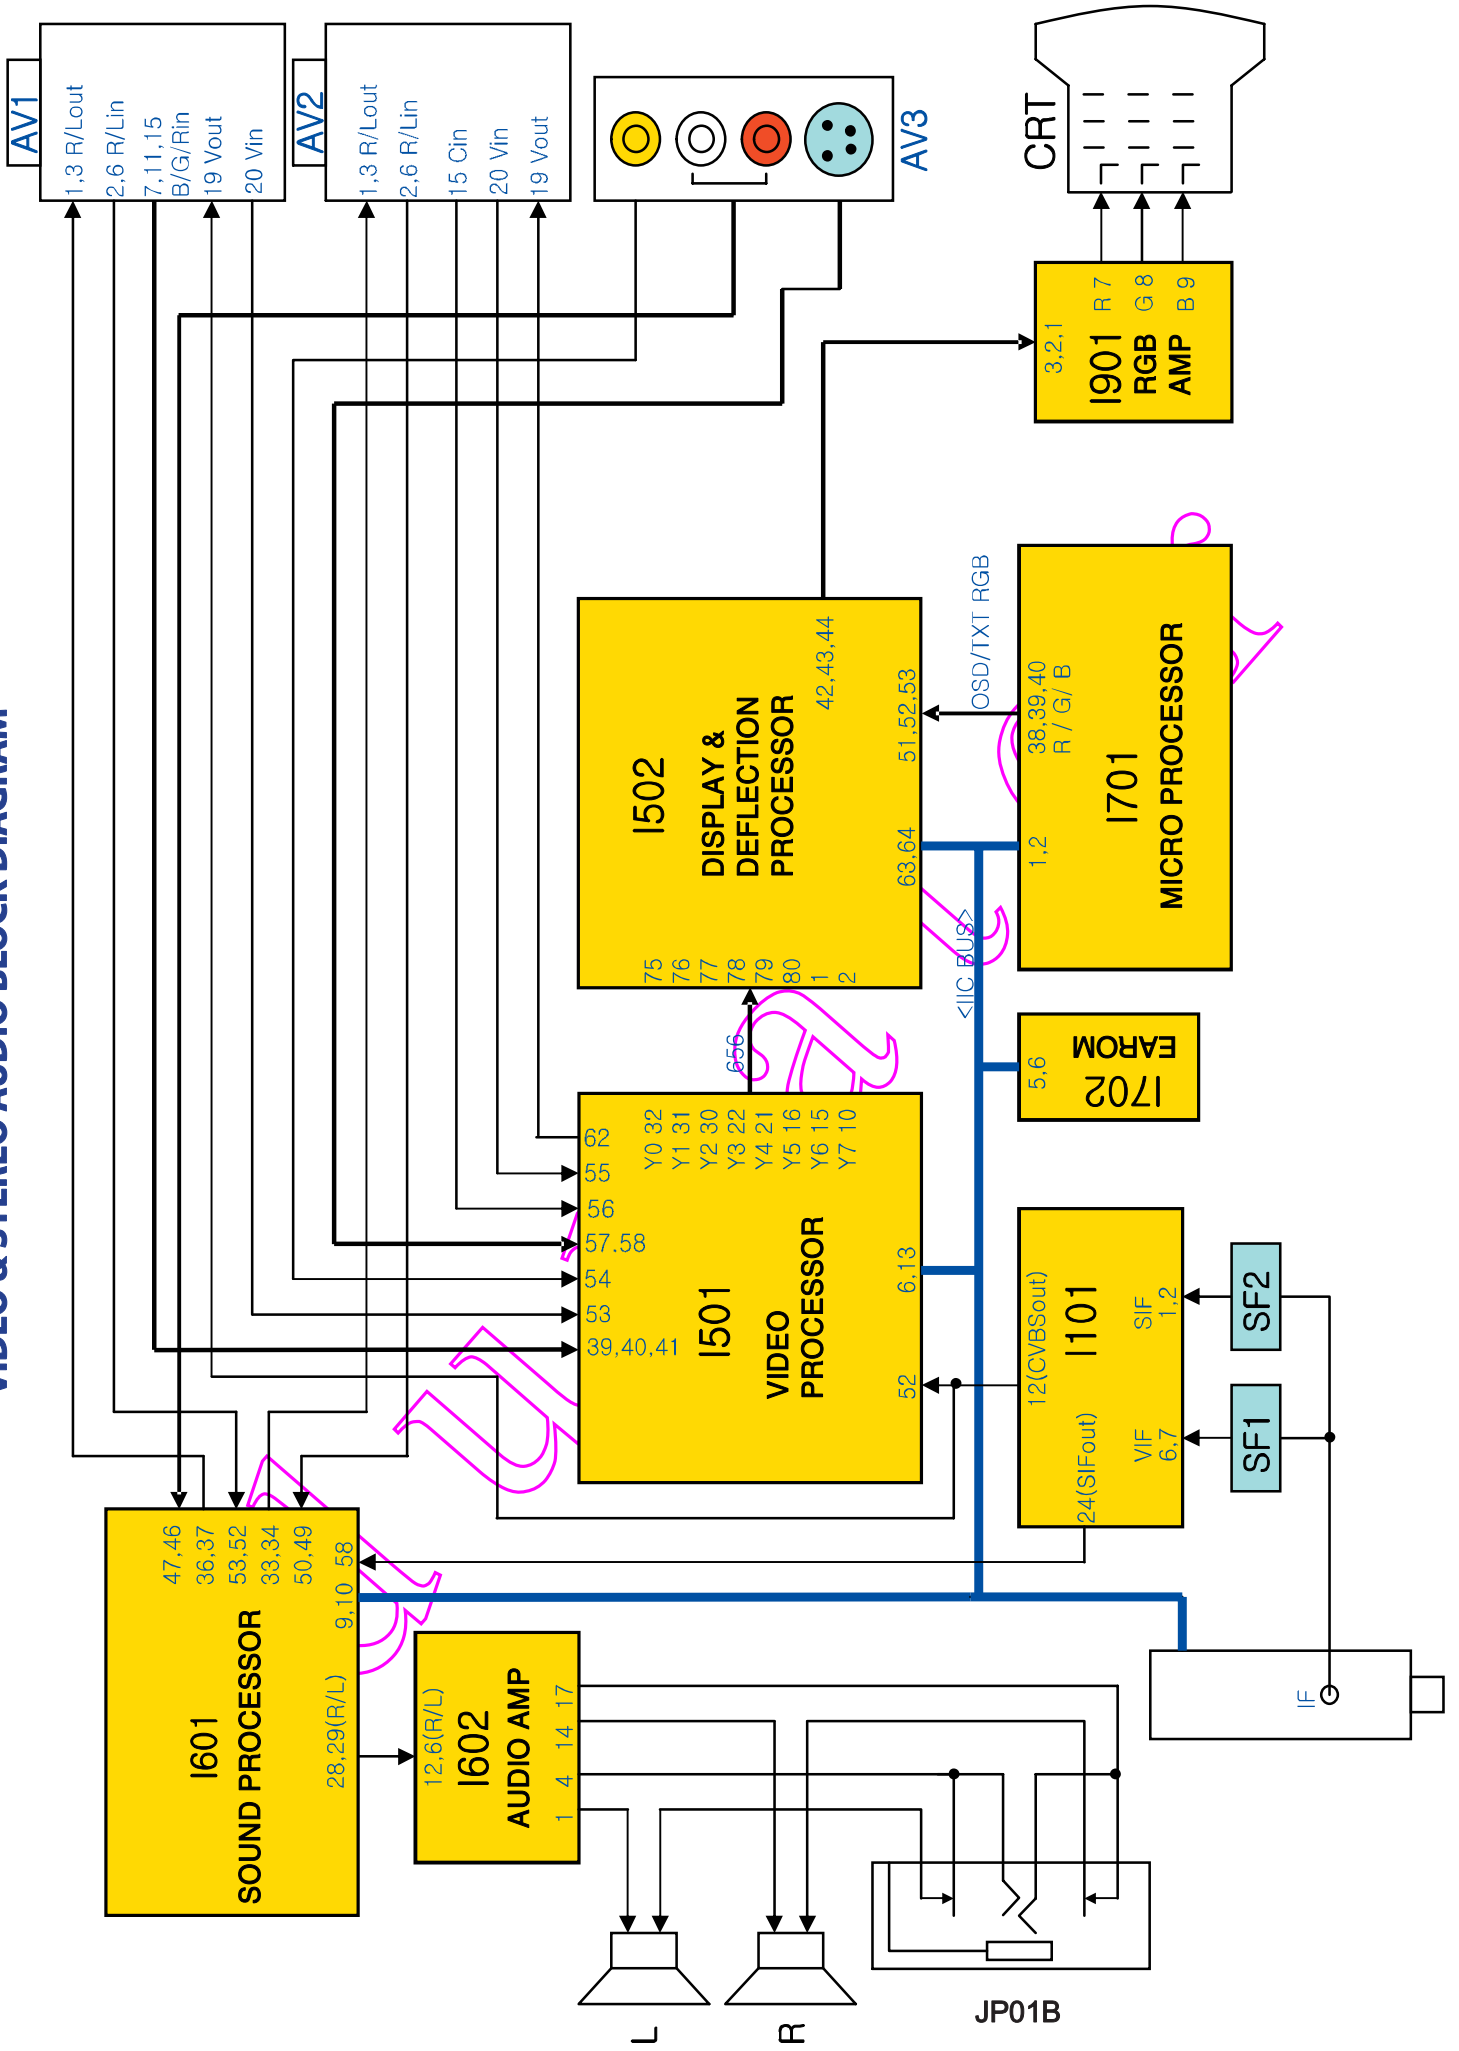 VIDEO & STEREO AUDIO BLOCK DIAGRAM
AV1
1,3 R/Lout
2,6 R/Lin
7,11,15
B/G/Rin
19 Vout
20 Vin
AV2
1,3 R/Lout
2,6 R/Lin
15 Cin
20 Vin
19 Vout
AV3
CRT
I901
RGB
AMP
3,2,1
R 7
G 8
B 9
I502
DISPLAY &
DEFLECTION
PROCESSOR
42,43,44
51,52,53
63,64
75
76
77
78
79
80
1
2
OSD/TXT RGB
38,39,40
R / G/ B
1,2
I701
MICRO PROCESSOR
<IIC BUS>
656
5,6
I702
EAROM
62
55
56
57.58
54
53
39,40,41
Y0 32
Y1 31
Y2 30
Y3 22
Y4 21
Y5 16
Y6 15
Y7 10
I501
VIDEO
PROCESSOR
6,13
52
12(CVBSout)
24(SIFout)
I101
SIF
1,2
VIF
6,7
SF2
SF1
47,46
36,37
53,52
33,34
50,49
58
9,10
28,29(R/L)
I601
SOUND PROCESSOR
12,6(R/L)
I602
AUDIO AMP
1
4
14
17
IF
L
R
JP01B